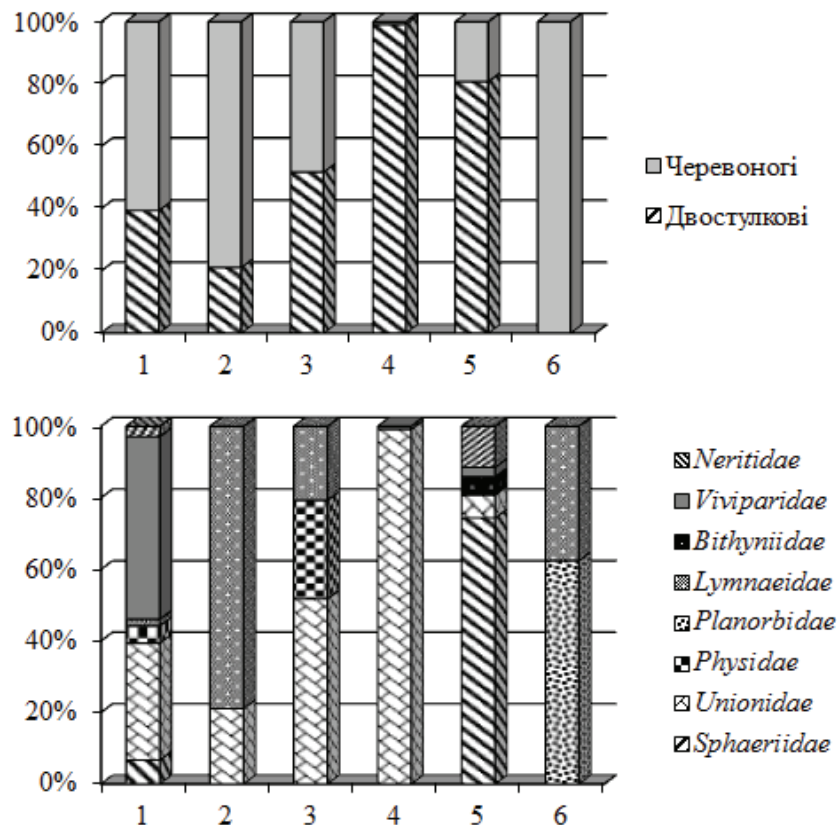 100%
80%
60%
40%
20%
0%
1 2 3 4 5 6
Черевоногі
Двостулкові
100%
80%
60%
40%
20%
0%
1 2 3 4 5 6
Neritidae
Viviparidae
Bithyniidae
Lymnaeidae
Planorbidae
Physidae
Unionidae
Sphaeriidae